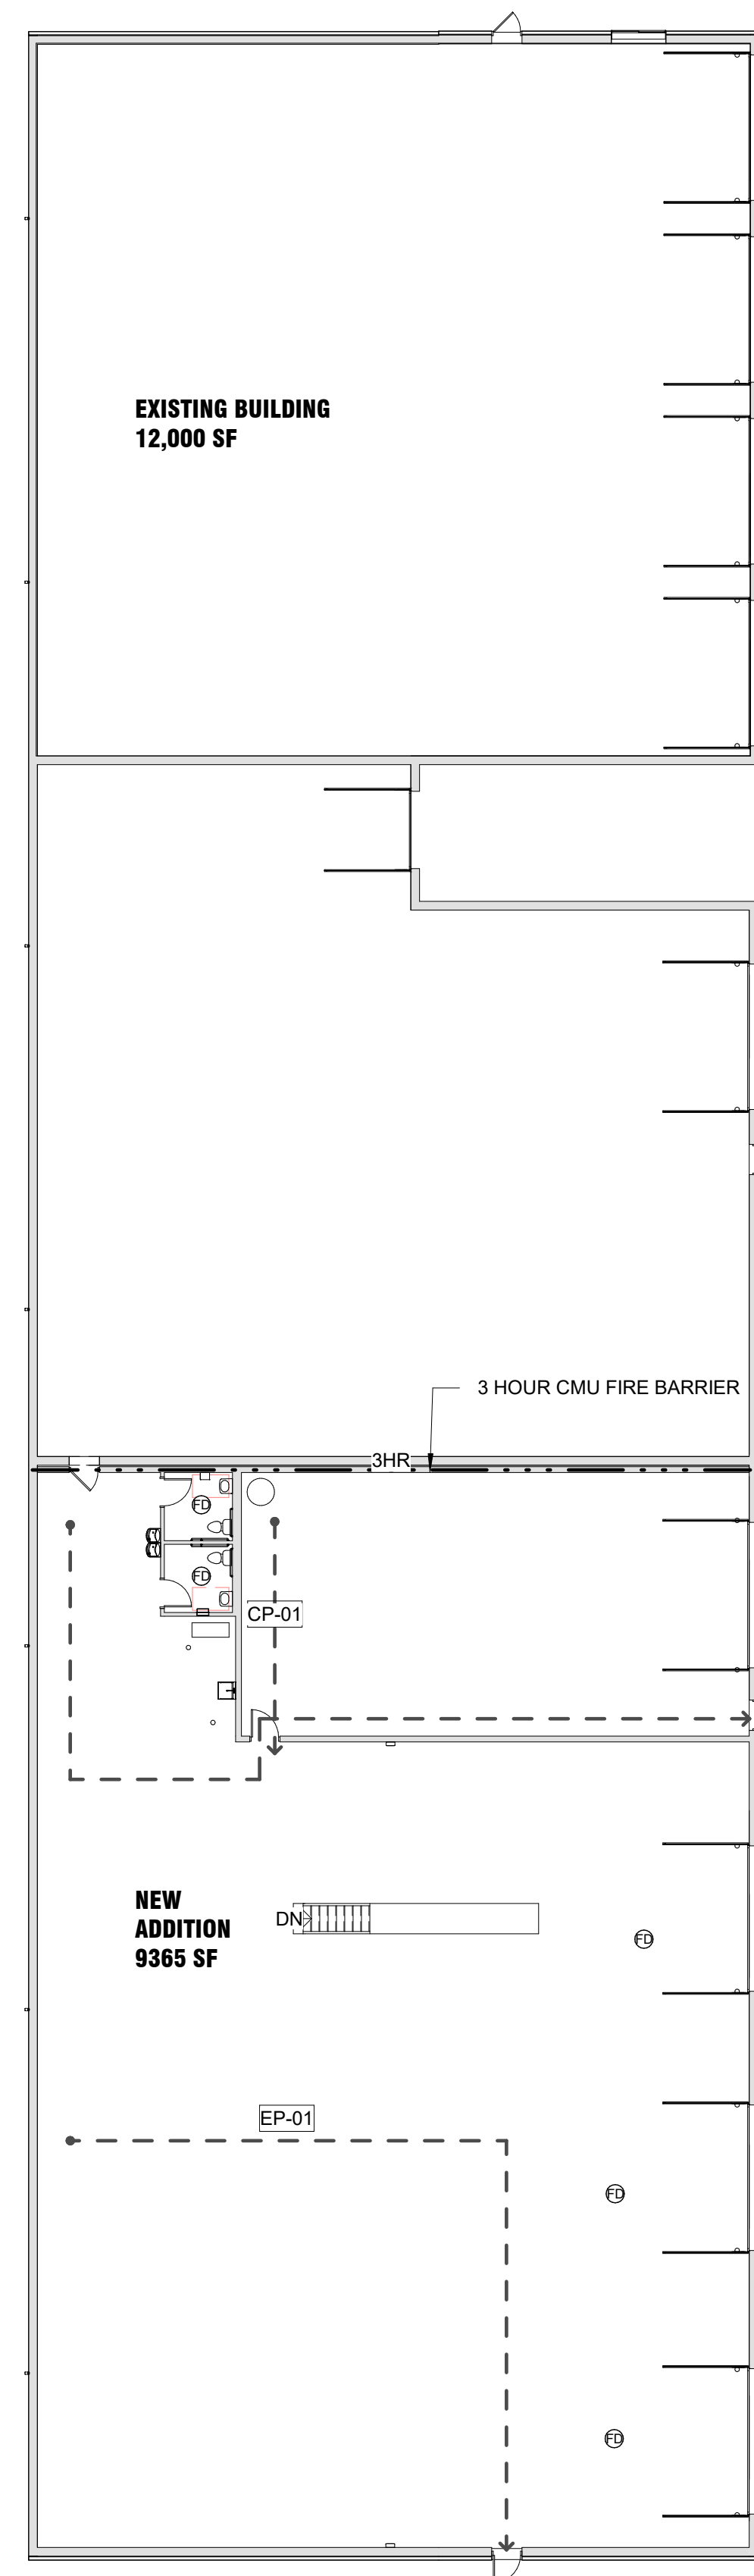 EXISTING BUILDING
12,000 SF
3 HOUR CMU FIRE BARRIER
3HR
FD
FD
CP-01
NEW
ADDITION
9365 SF
DN
FD
EP-01
FD
FD